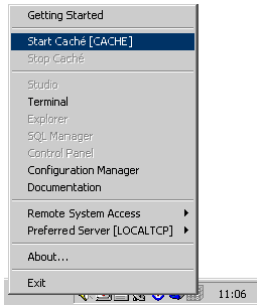 Getting Started
Start Caché [CACHE]
Stop Caché
Studio
Terminal
Explorer
SQL Manager
Control Panel
Configuration Manager
Documentation
Remote System Access
Preferred Server [LOCALTCP]
About...
Exit
11:06